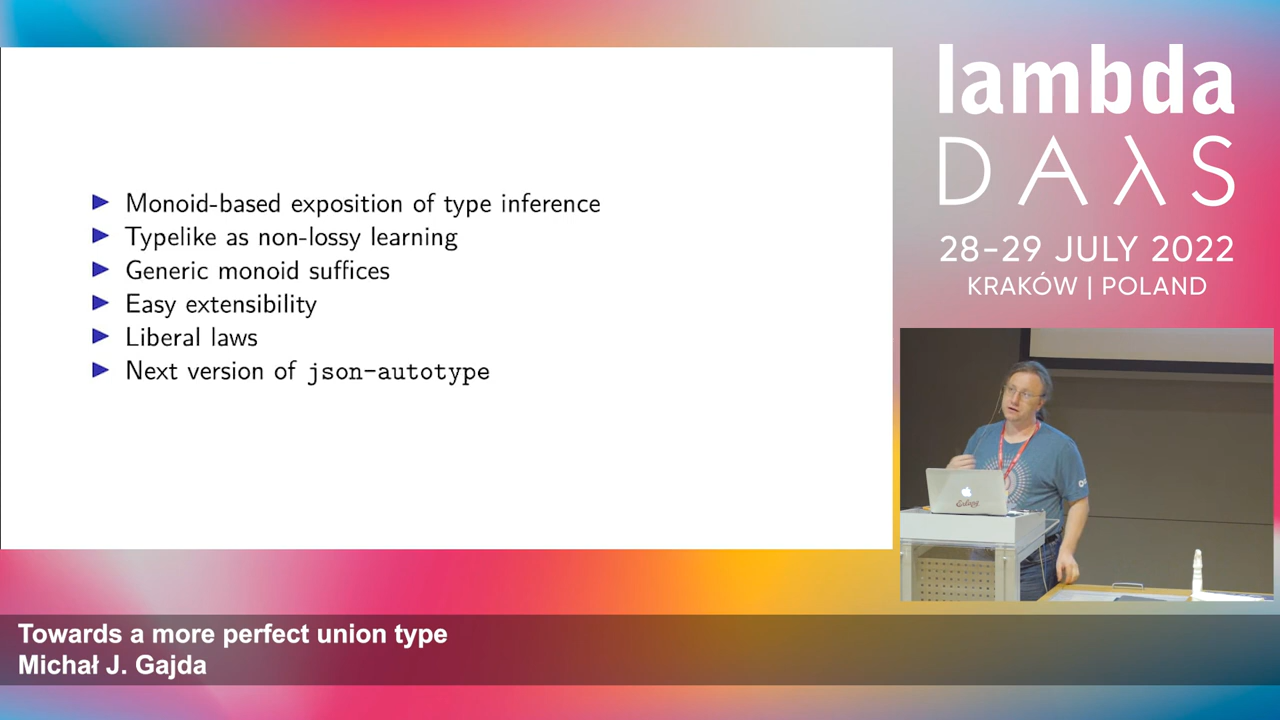 Monoid-based exposition of type inference
Typelike as non-lossy learning
Generic monoid suffices
Easy extensibility
Liberal laws
Next version of json-autotype
lambda
DAλS
28–29 JULY 2022
KRAKÓW | POLAND
Towards a more perfect union type
Michał J. Gajda